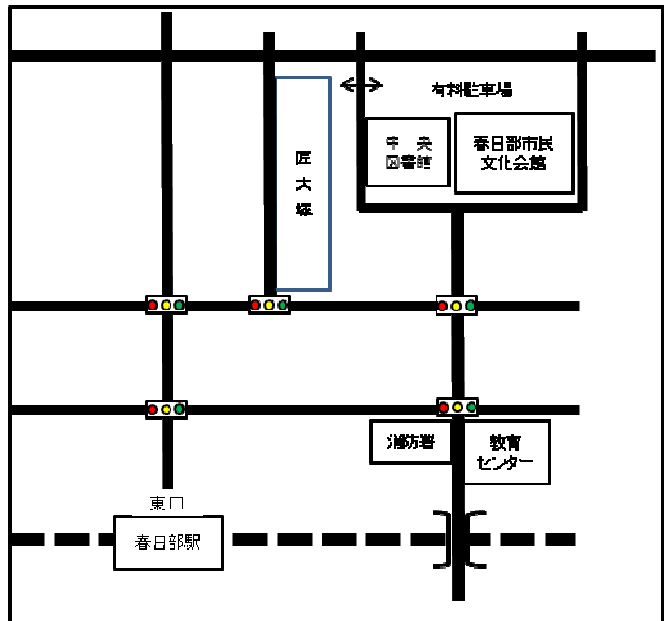 有料駐車場
中央
図書館
春日部市民
文化会館
匠大塚
消防署
教育
センター
東口
春日部駅